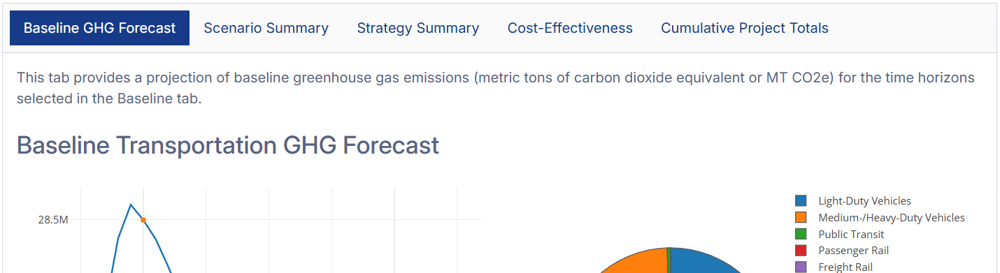 Baseline GHG Forecast Scenario Summary Strategy Summary Cost-Effectiveness Cumulative Project Totals
This tab provides a projection of baseline greenhouse gas emissions (metric tons of carbon dioxide equivalent or MT CO2e) for the time horizons
selected in the Baseline tab.
Baseline Transportation GHG Forecast
28.5M
Light-Duty Vehicles
Medium-/Heavy-Duty Vehicles
Public Transit
Passenger Rail
Freight Rail